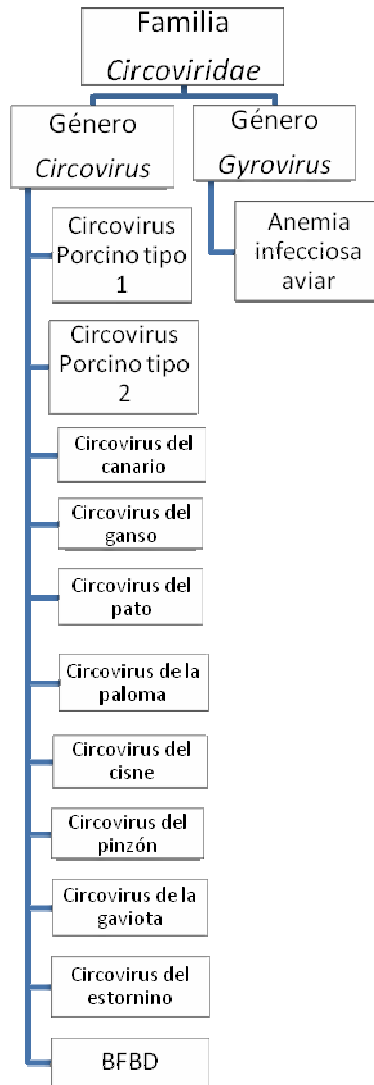 Familia
Circoviridae
Género
Circovirus
Género
Gyrovirus
Circovirus
Porcino tipo
1
Anemia
infecciosa
aviar
Circovirus
Porcino tipo
2
Circovirus del
canario
Circovirus del
ganso
Circovirus del
pato
Circovirus de la
paloma
Circovirus del
cisne
Circovirus del
pinzón
Circovirus de la
gaviota
Circovirus del
estornino
BFBD